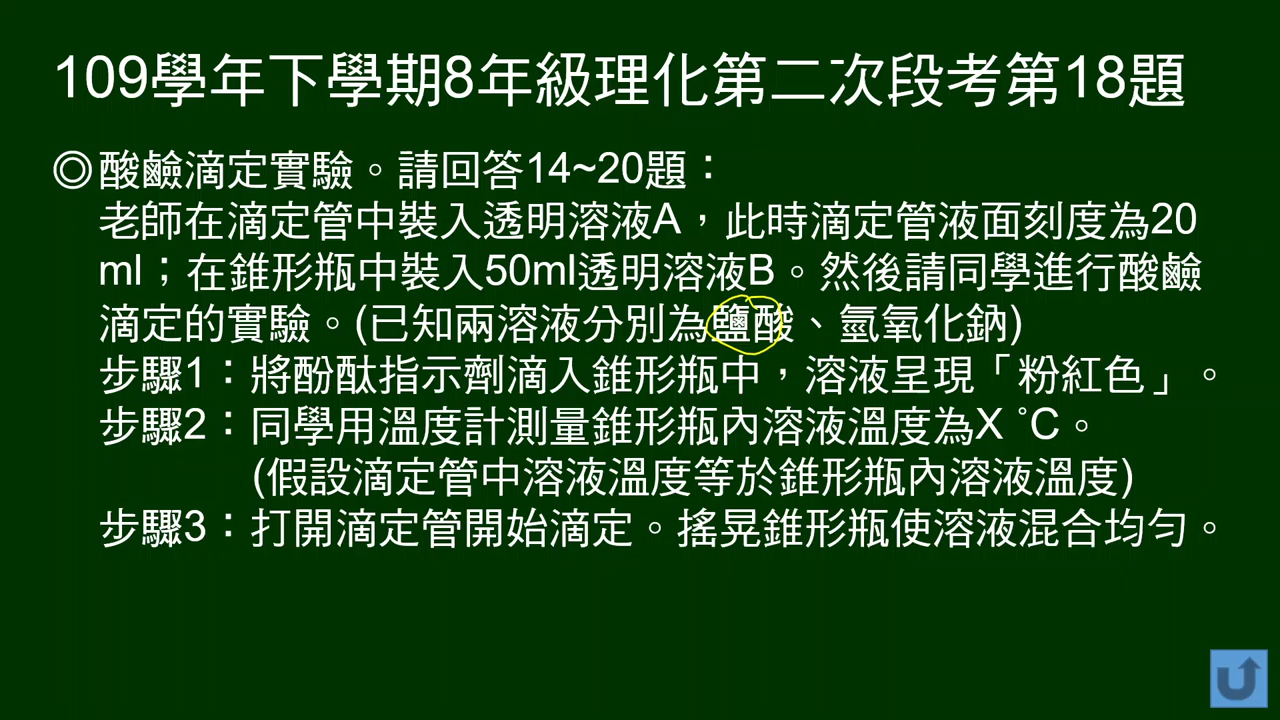 109學年下學期8年級理化第二次段考第18題
◎酸鹼滴定實驗。請回答14~20題：
老師在滴定管中裝入透明溶液A，此時滴定管液面刻度為20
ml；在錐形瓶中裝入50ml透明溶液B。然後請同學進行酸鹼
滴定的實驗。(已知兩溶液分別為鹽酸、氫氧化鈉)
步驟1：將酚酞指示劑滴入錐形瓶中，溶液呈現「粉紅色」。
步驟2：同學用溫度計測量錐形瓶內溶液溫度為X ˚C。
(假設滴定管中溶液溫度等於錐形瓶內溶液溫度)
步驟3：打開滴定管開始滴定。搖晃錐形瓶使溶液混合均勻。